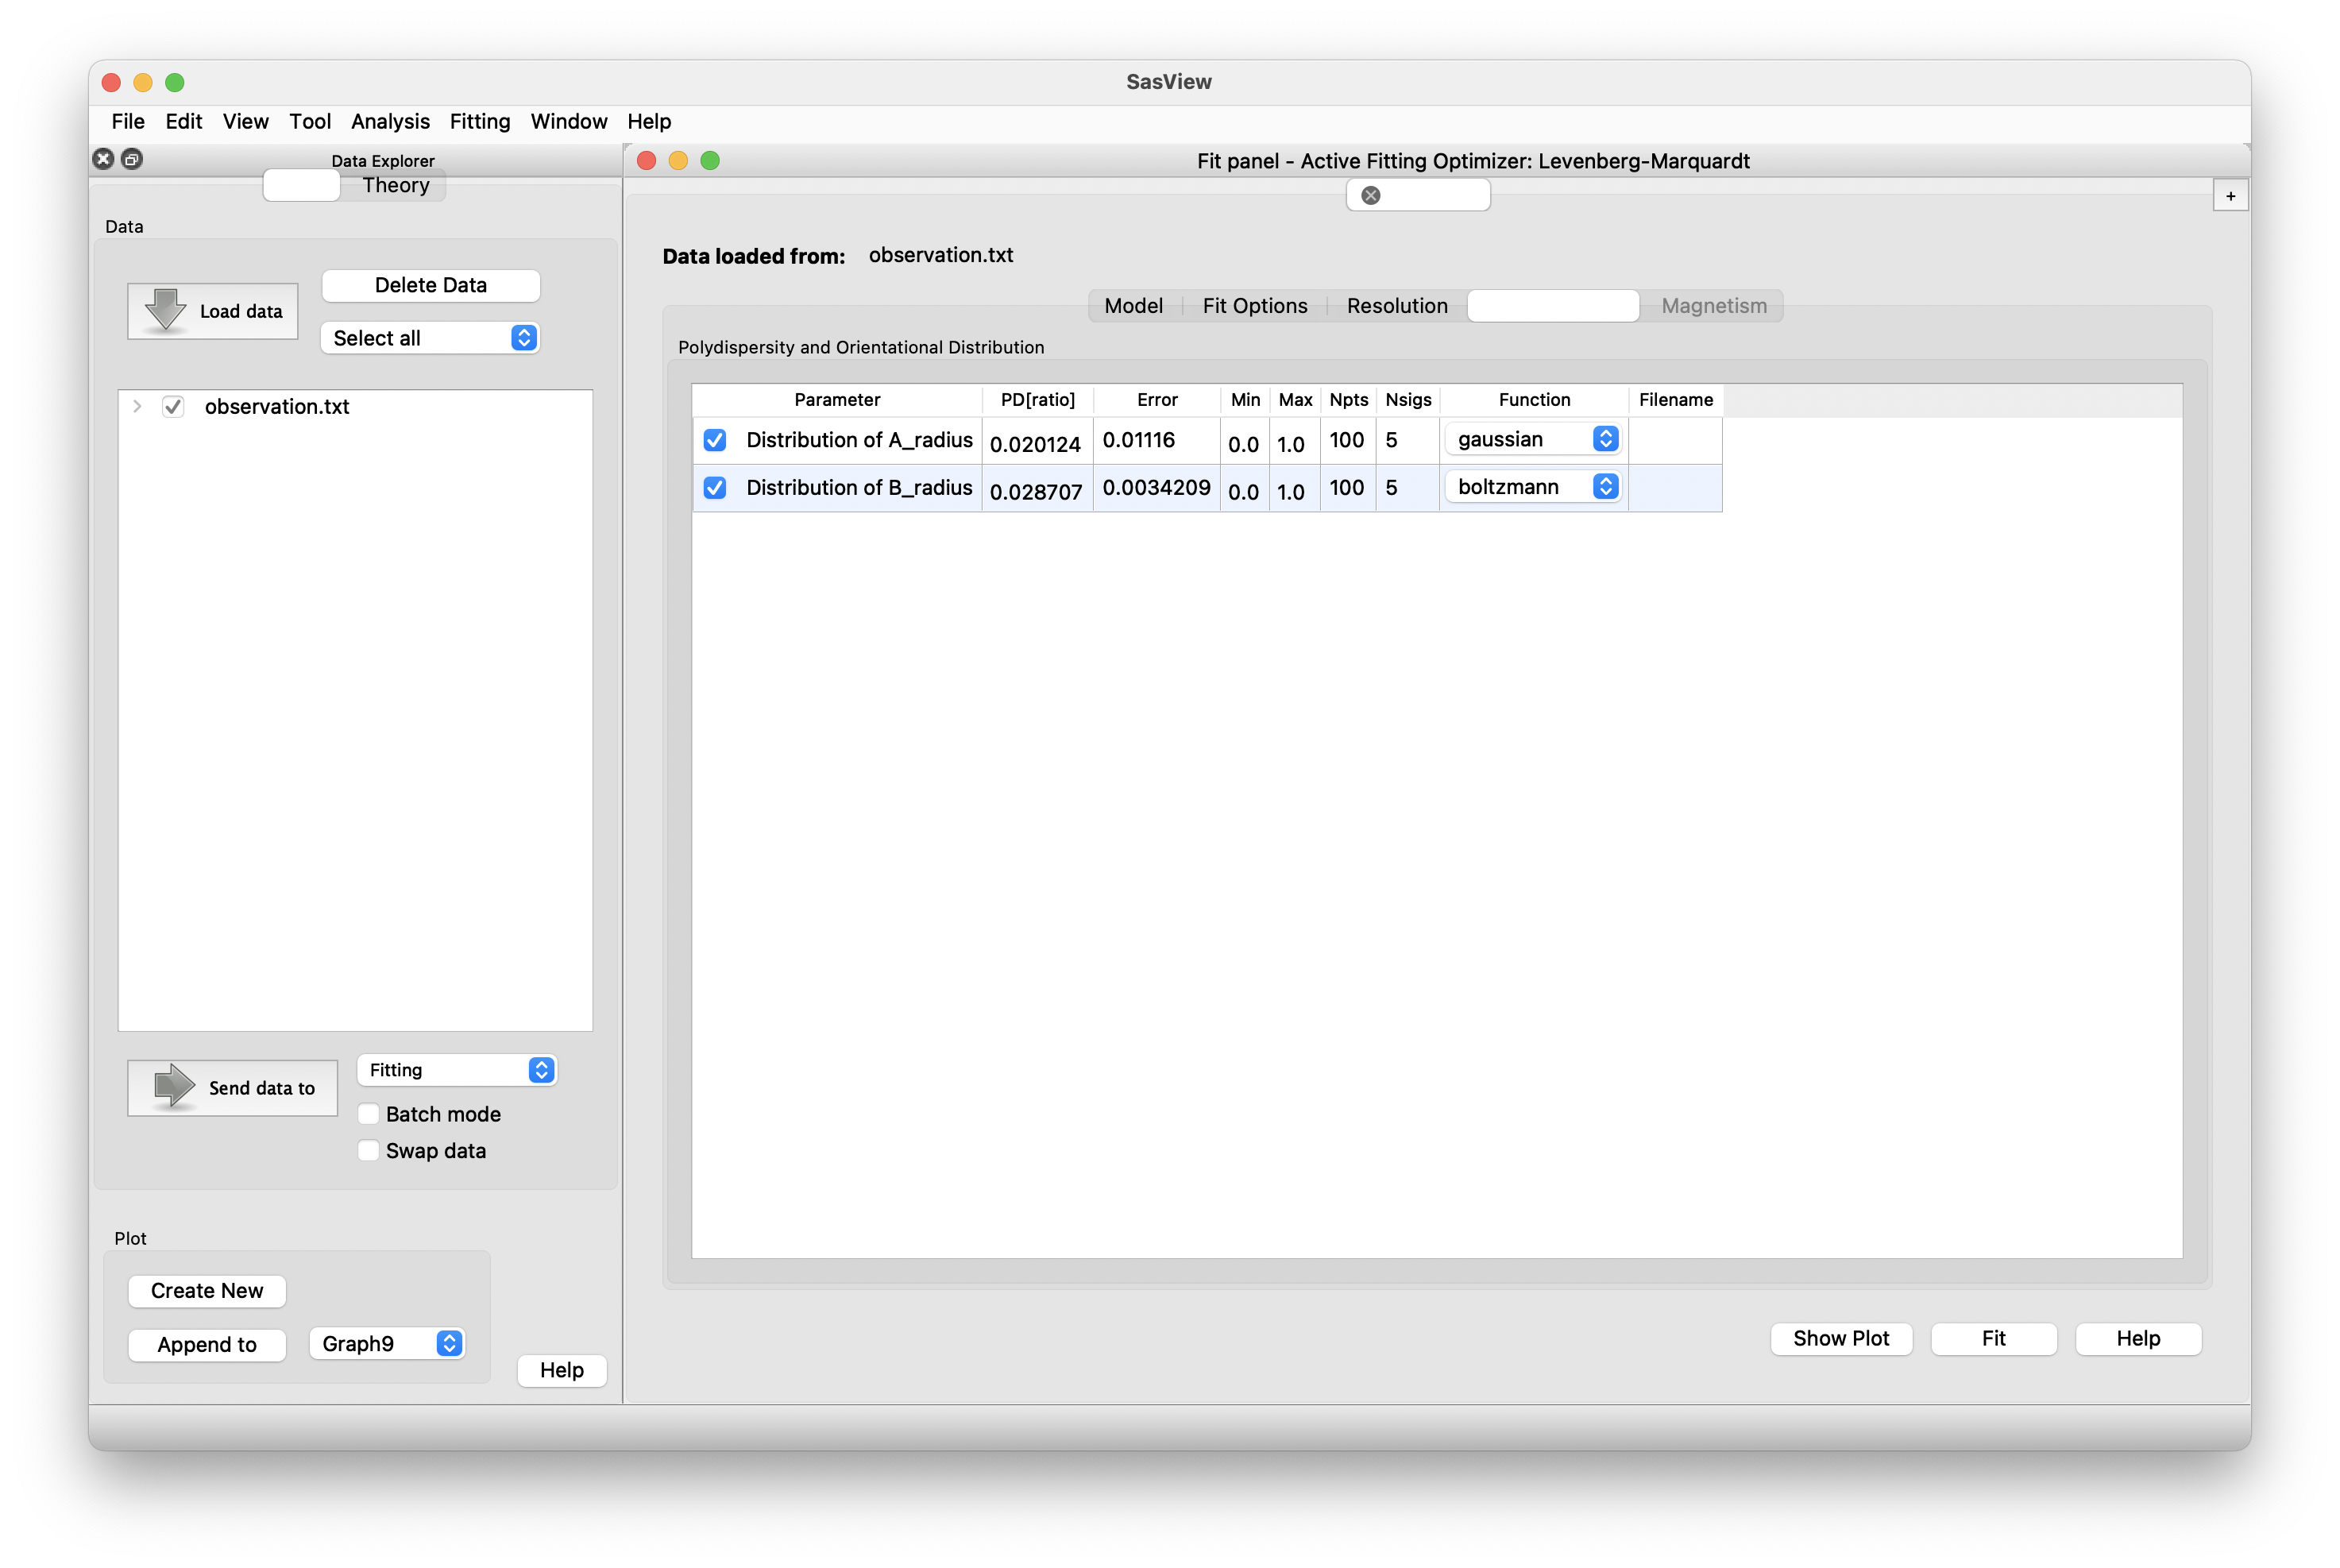 SasView
File Edit View Tool Analysis Fitting Window Help
Data Explorer
Theory
Data
Load data
Delete Data
Select all
observation.txt
Send data to
Fitting
Batch mode
Swap data
Plot
Create New
Append to
Graph9
Help
Fit panel - Active Fitting Optimizer: Levenberg-Marquardt
+
Data loaded from: observation.txt
Model Fit Options Resolution Magnetism
Polydispersity and Orientational Distribution
Parameter PD[ratio] Error Min Max Npts Nsigs Function Filename
Distribution of A_radius 0.020124 0.01116 0.0 1.0 100 5 gaussian
Distribution of B_radius 0.028707 0.0034209 0.0 1.0 100 5 boltzmann
Show Plot Fit Help